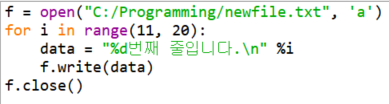 f = open("C:/Programming/newfile.txt", 'a')
for i in range(11, 20):
    data = "%d번째 줄입니다.\n" %i
    f.write(data)
f.close()